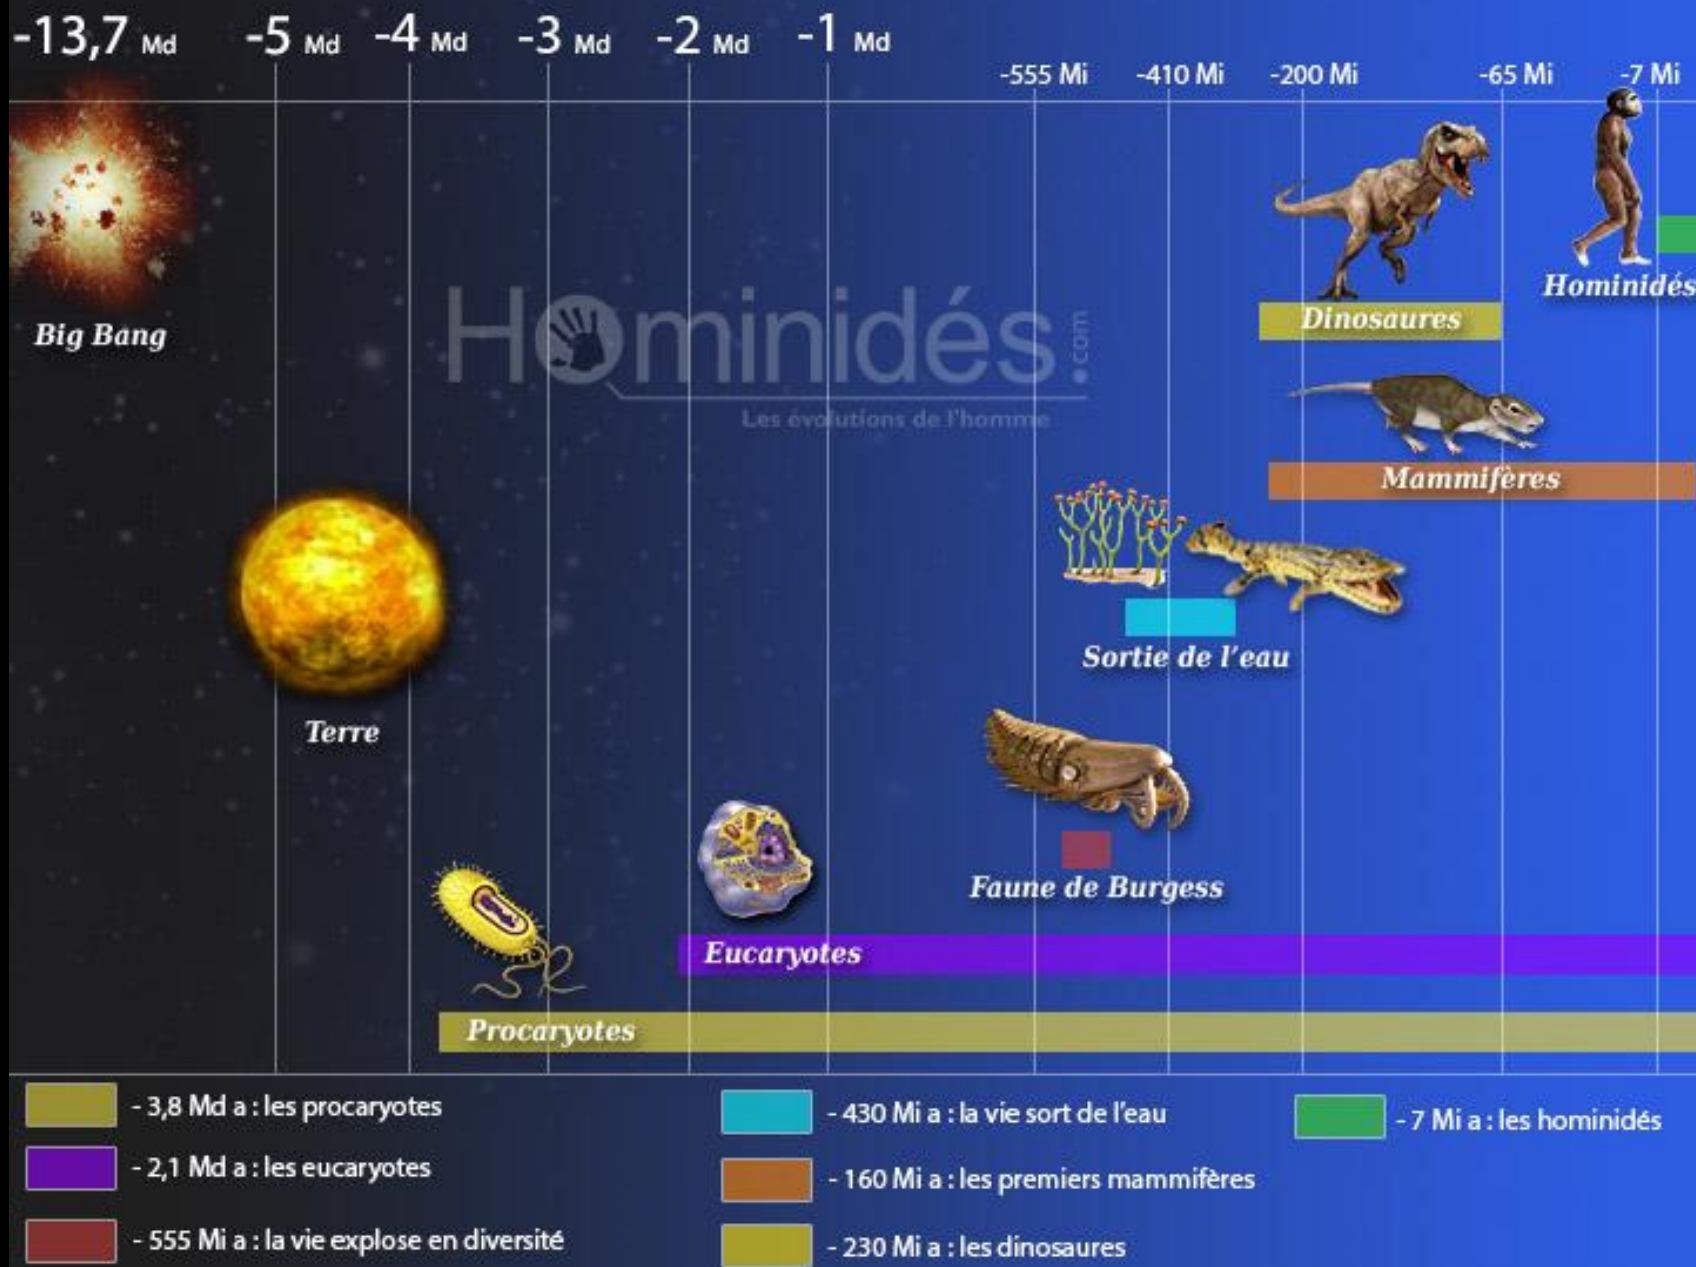 -13,7 Md -5 Md -4 Md -3 Md -2 Md -1 Md
-555 Mi -410 Mi -200 Mi -65 Mi -7 Mi
Hominidés
Dinosaures
Big Bang
Hominidés.com
Les évolutions de l'homme
Mammifères
Sortie de l'eau
Terre
Faune de Burgess
Eucaryotes
Procaryotes
- 3,8 Md a : les procaryotes
- 2,1 Md a : les eucaryotes
- 555 Mi a : la vie explose en diversité
- 430 Mi a : la vie sort de l'eau
- 160 Mi a : les premiers mammifères
- 230 Mi a : les dinosaures
- 7 Mi a : les hominidés